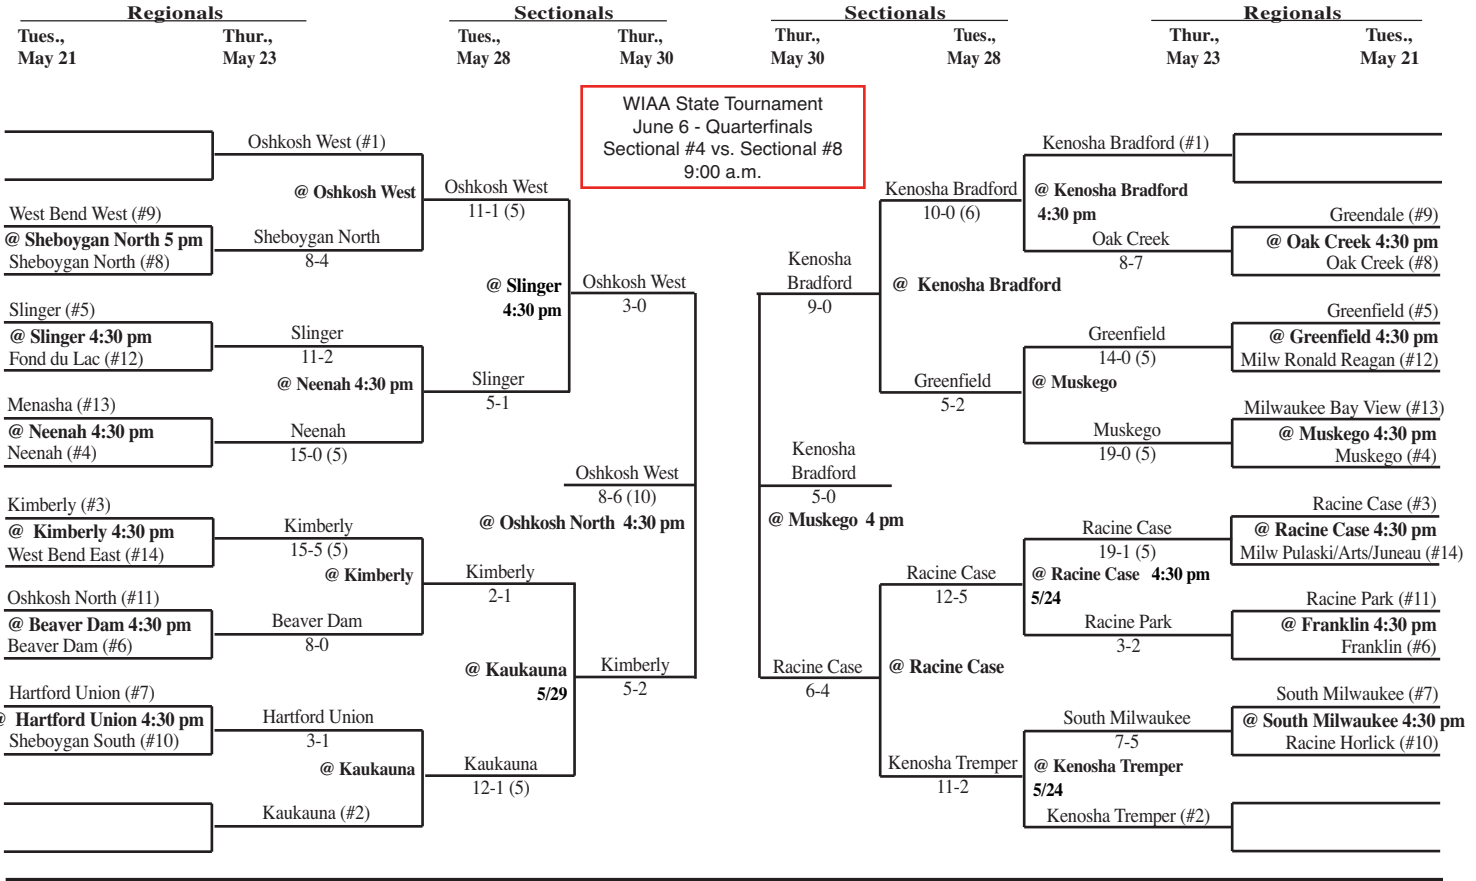 Regionals
Sectionals
Sectionals
Regionals
Tues.,
May 21
Thur.,
May 23
Tues.,
May 28
Thur.,
May 30
Thur.,
May 30
Tues.,
May 28
Thur.,
May 23
Tues.,
May 21
WIAA State Tournament
June 6 - Quarterfinals
Sectional #4 vs. Sectional #8
9:00 a.m.
West Bend West (#9)
@ Sheboygan North 5 pm
Sheboygan North (#8)
Slinger (#5)
@ Slinger 4:30 pm
Fond du Lac (#12)
Menasha (#13)
@ Neenah 4:30 pm
Neenah (#4)
Kimberly (#3)
@ Kimberly 4:30 pm
West Bend East (#14)
Oshkosh North (#11)
@ Beaver Dam 4:30 pm
Beaver Dam (#6)
Hartford Union (#7)
@ Hartford Union 4:30 pm
Sheboygan South (#10)
Oshkosh West (#1)
@ Oshkosh West
Sheboygan North
8-4
Slinger
11-2
@ Neenah 4:30 pm
Neenah
15-0 (5)
Kimberly
15-5 (5)
@ Kimberly
Beaver Dam
8-0
Hartford Union
3-1
@ Kaukauna
Kaukauna (#2)
Oshkosh West
11-1 (5)
@ Slinger
4:30 pm
Slinger
5-1
Kimberly
2-1
@ Kaukauna
5/29
Kaukauna
12-1 (5)
Oshkosh West
3-0
Oshkosh West
8-6 (10)
@ Oshkosh North 4:30 pm
Kimberly
5-2
Kenosha
Bradford
9-0
Kenosha
Bradford
5-0
@ Muskego 4 pm
Racine Case
6-4
Kenosha Bradford
10-0 (6)
@ Kenosha Bradford
Greenfield
5-2
Racine Case
12-5
@ Racine Case
Kenosha Tremper
11-2
Kenosha Bradford (#1)
@ Kenosha Bradford
4:30 pm
Oak Creek
8-7
Greenfield
14-0 (5)
@ Muskego
Muskego
19-0 (5)
Racine Case
19-1 (5)
@ Racine Case 4:30 pm
5/24
Racine Park
3-2
South Milwaukee
7-5
@ Kenosha Tremper
5/24
Kenosha Tremper (#2)
Greendale (#9)
@ Oak Creek 4:30 pm
Oak Creek (#8)
Greenfield (#5)
@ Greenfield 4:30 pm
Milw Ronald Reagan (#12)
Milwaukee Bay View (#13)
@ Muskego 4:30 pm
Muskego (#4)
Racine Case (#3)
@ Racine Case 4:30 pm
Milw Pulaski/Arts/Juneau (#14)
Racine Park (#11)
@ Franklin 4:30 pm
Franklin (#6)
South Milwaukee (#7)
@ South Milwaukee 4:30 pm
Racine Horlick (#10)